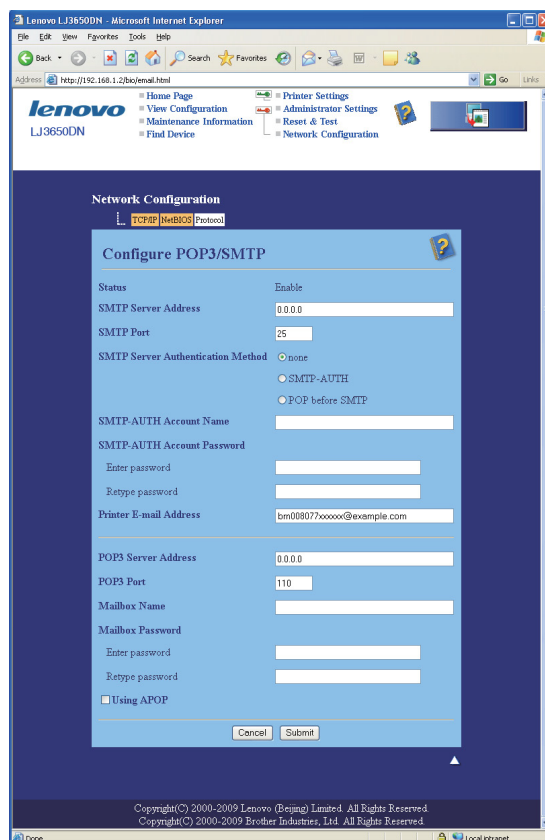 Lenovo LJ3650DN - Microsoft Internet Explorer
File Edit View Favorites Tools Help
Back Search Favorites
Address http://192.168.1.2/bio/email.html Go Links
lenovo
LJ3650DN
Home Page
View Configuration
Maintenance Information
Find Device
Printer Settings
Administrator Settings
Reset & Test
Network Configuration
Network Configuration
TCP/IP NetBIOS Protocol
Configure POP3/SMTP
Status Enable
SMTP Server Address 0.0.0.0
SMTP Port 25
SMTP Server Authentication Method none
SMTP-AUTH
POP before SMTP
SMTP-AUTH Account Name
SMTP-AUTH Account Password
Enter password
Retype password
Printer E-mail Address bm008077xxxxxx@example.com
POP3 Server Address 0.0.0.0
POP3 Port 110
Mailbox Name
Mailbox Password
Enter password
Retype password
Using APOP
Cancel Submit
Copyright(C) 2000-2009 Lenovo (Beijing) Limited. All Rights Reserved.
Copyright(C) 2000-2009 Brother Industries, Ltd. All Rights Reserved.
Done Local intranet